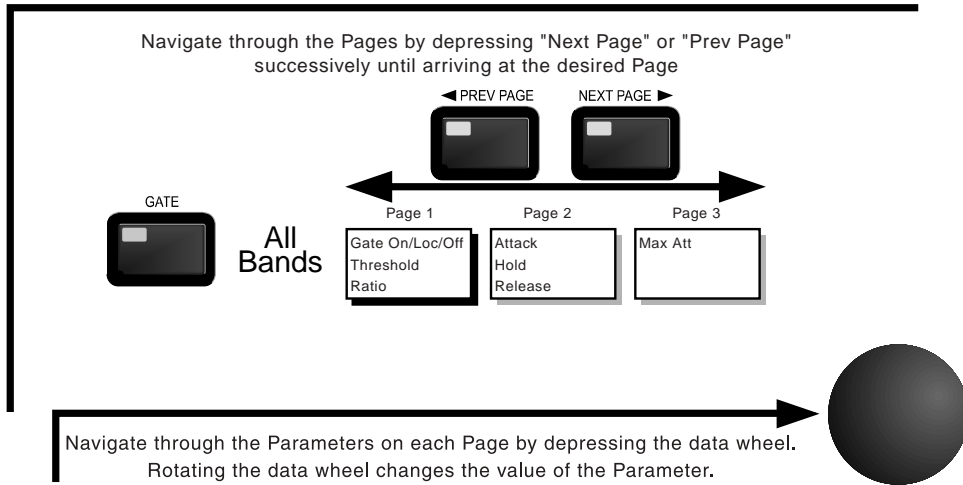 Navigate through the Pages by depressing "Next Page" or "Prev Page"
successively until arriving at the desired Page
◄ PREV PAGE NEXT PAGE ►
GATE
All
Bands
Page 1 Page 2 Page 3
Gate On/Loc/Off Attack Max Att
Threshold Hold
Ratio Release
Navigate through the Parameters on each Page by depressing the data wheel.
Rotating the data wheel changes the value of the Parameter.